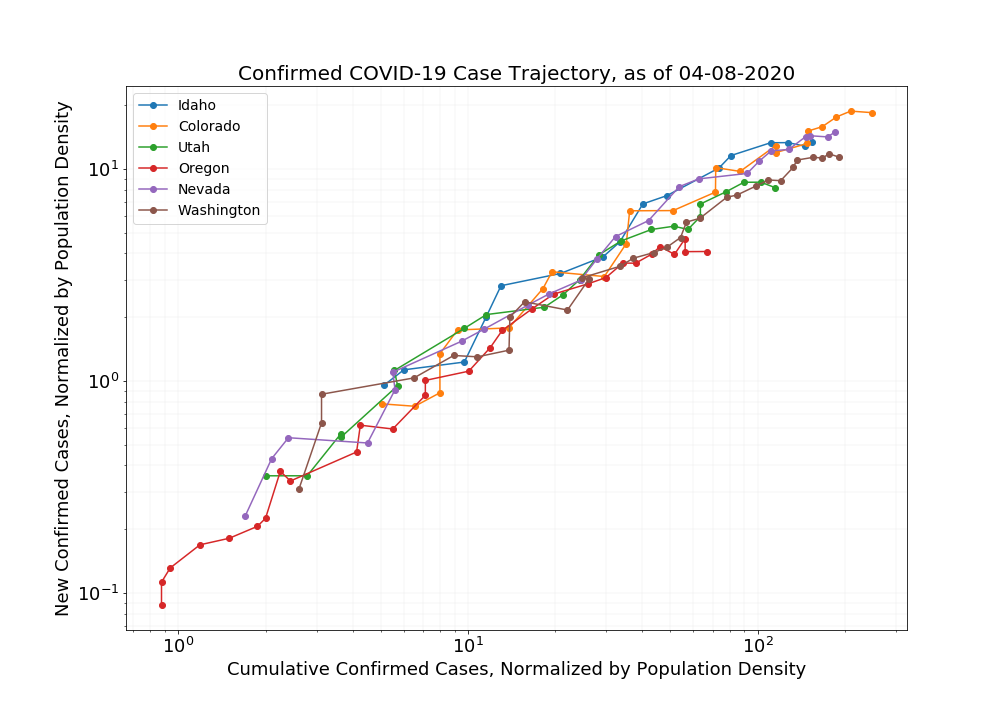 Confirmed COVID-19 Case Trajectory, as of 04-08-2020
Idaho
Colorado
Utah
Oregon
Nevada
Washington
New Confirmed Cases, Normalized by Population Density
10¹
10⁰
10⁻¹
10⁰
10¹
10²
Cumulative Confirmed Cases, Normalized by Population Density